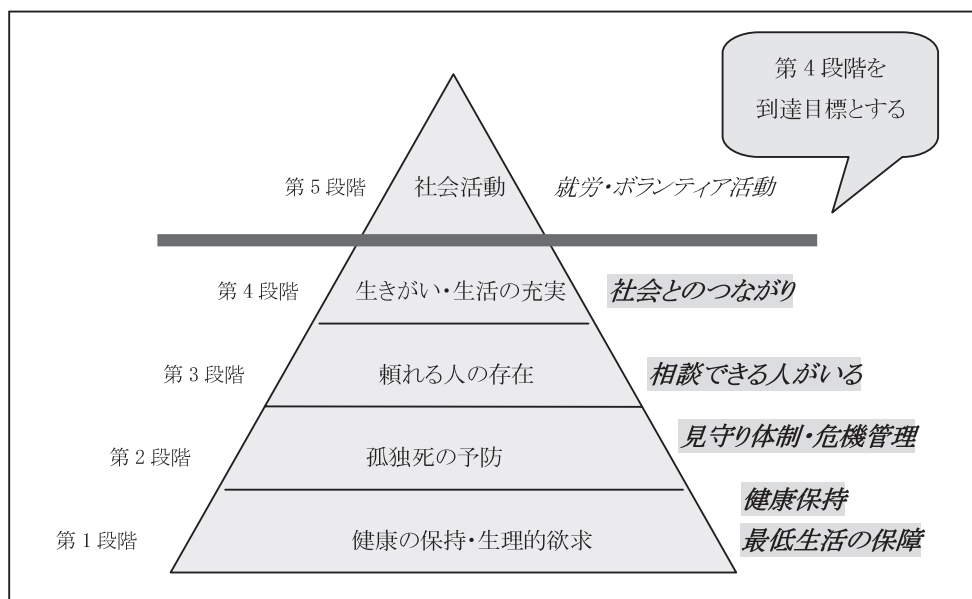 第4段階を
到達目標とする
第5段階 社会活動 就労・ボランティア活動
第4段階 生きがい・生活の充実 社会とのつながり
第3段階 頼れる人の存在 相談できる人がいる
見守り体制・危機管理
第2段階 孤独死の予防
健康保持
第1段階 健康の保持・生理的欲求 最低生活の保障